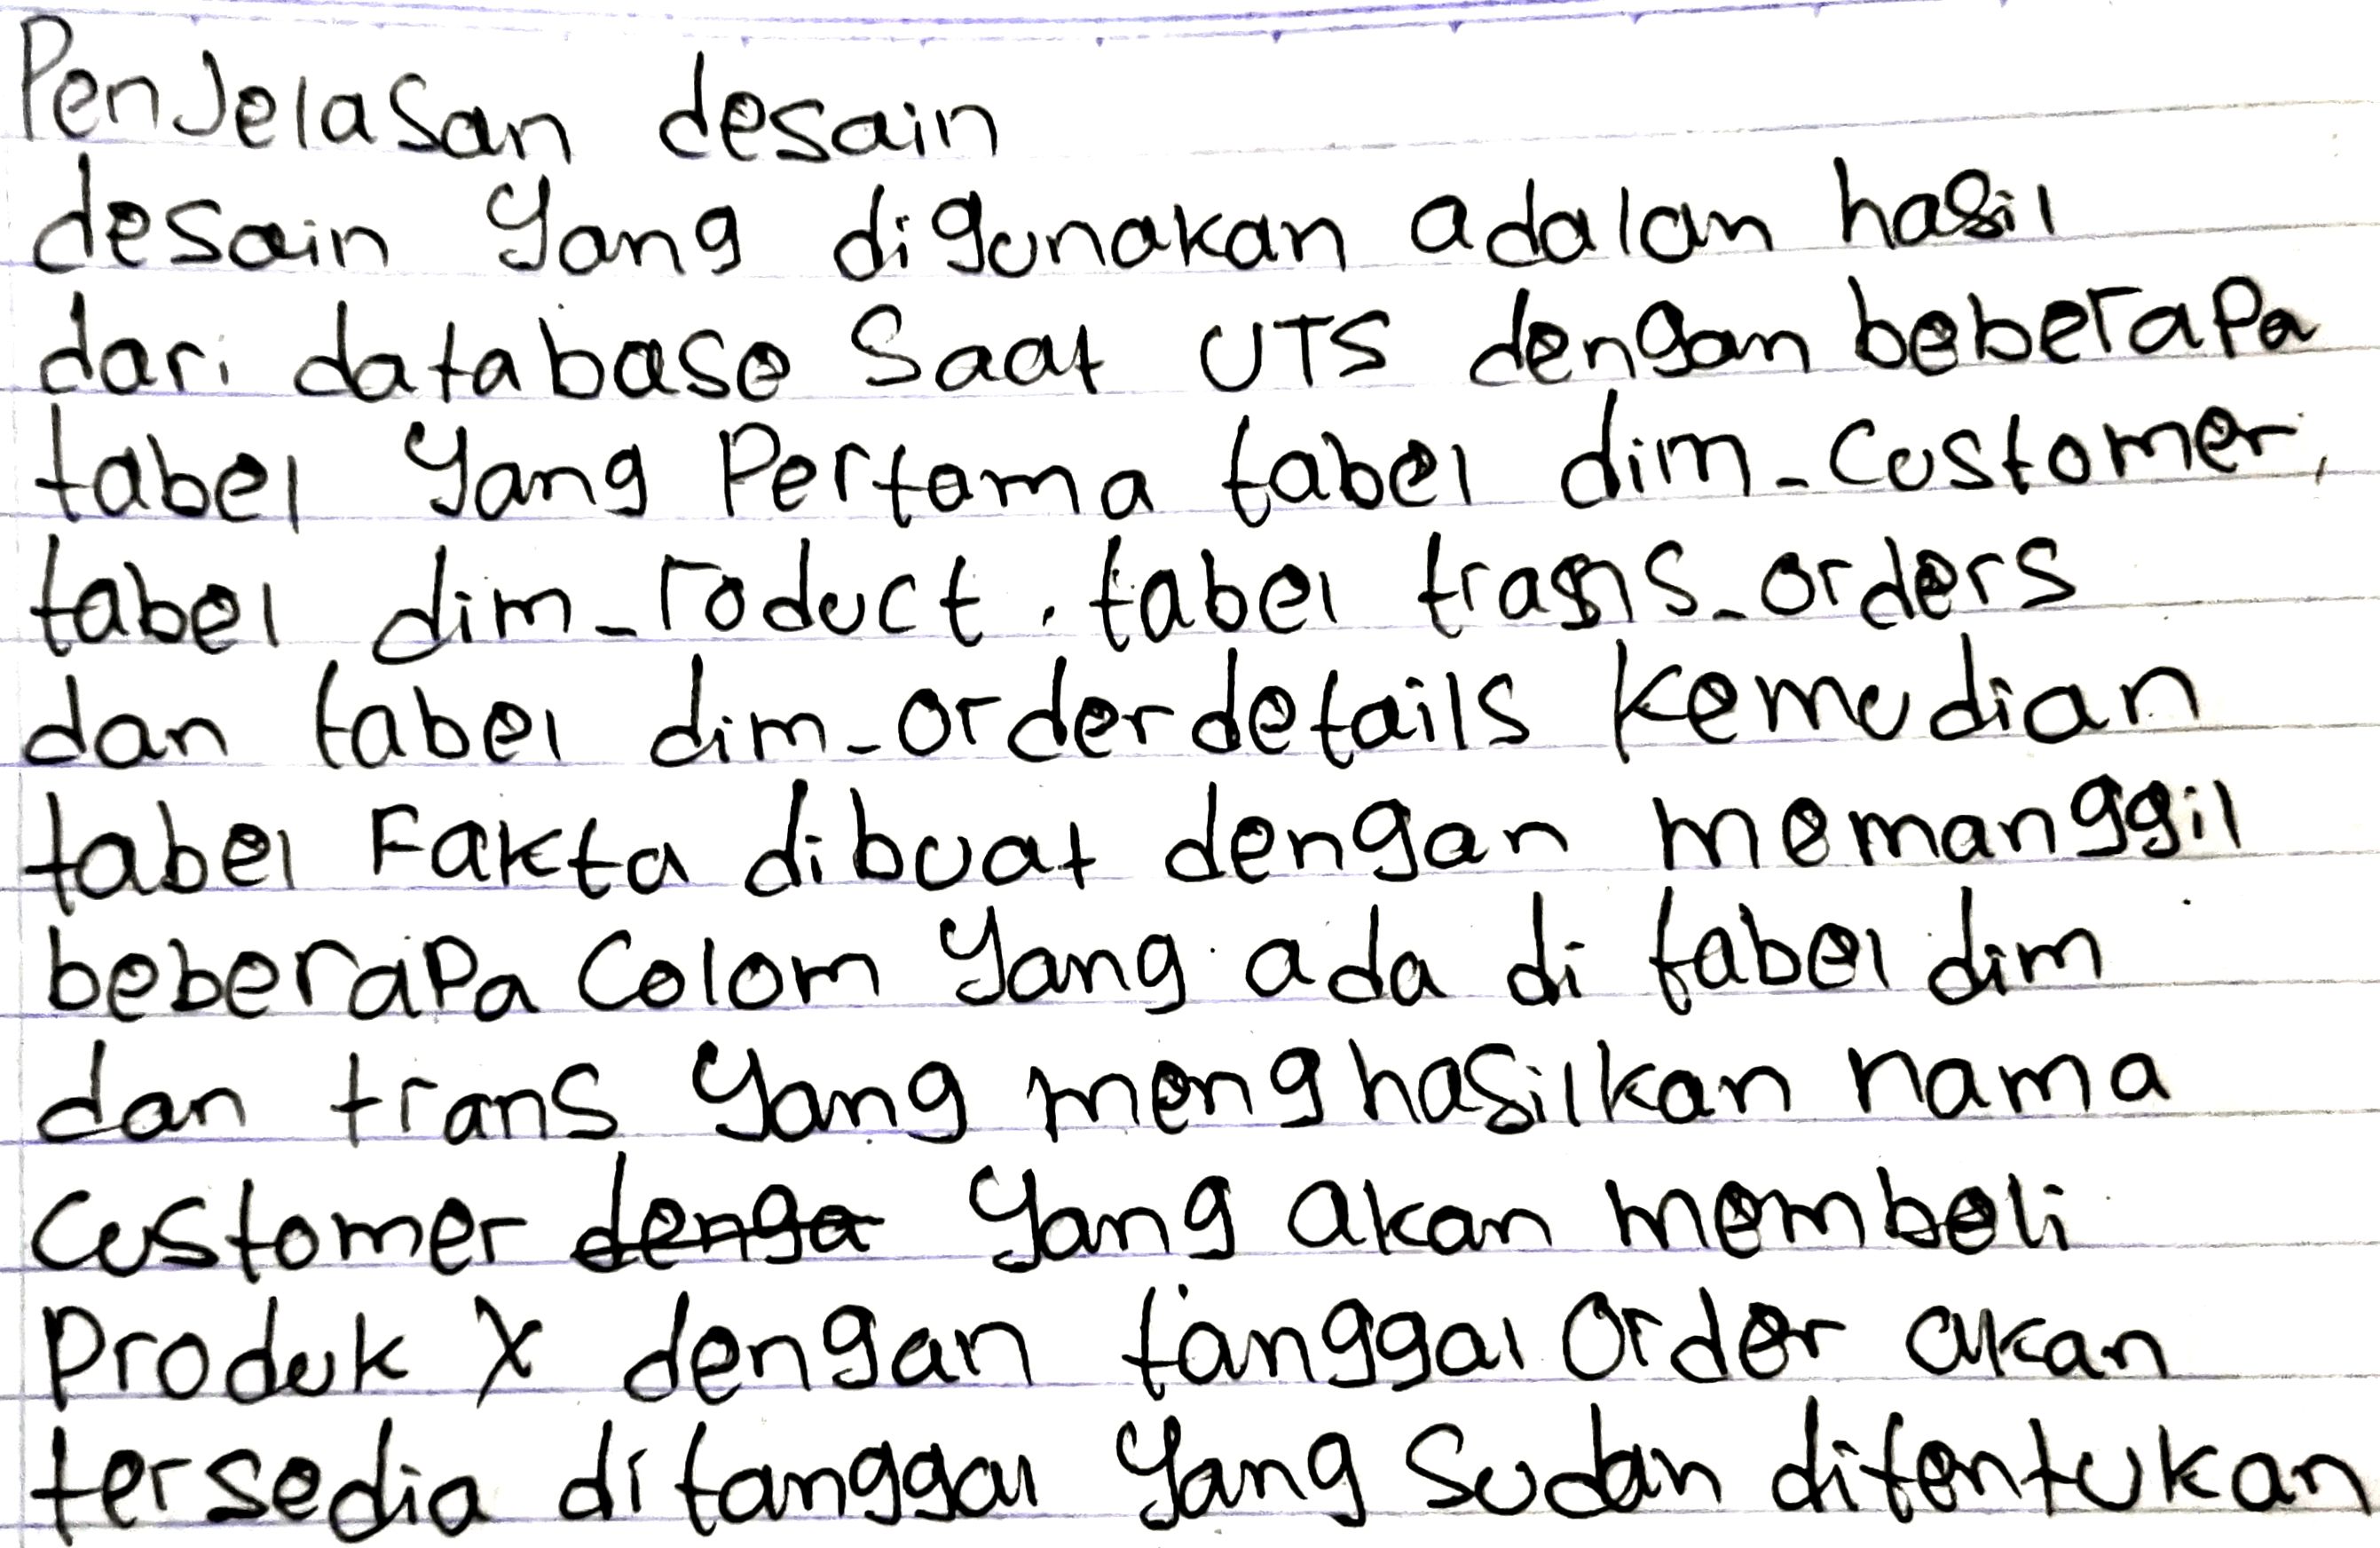 Penjelasan desain
desain yang digunakan adalah hasil
dari database saat UTS dengan beberapa
tabel yang pertama tabel dim_customer,
tabel dim_roduct, tabel trans_orders
dan tabel dim_orderdetails kemudian
tabel Fakta dibuat dengan memanggil
beberapa Colom yang ada di tabel dim
dan trans yang menghasilkan nama
customer denga yang akan membeli
produk X dengan tanggal order akan
tersedia ditanggal yang sudah ditentukan